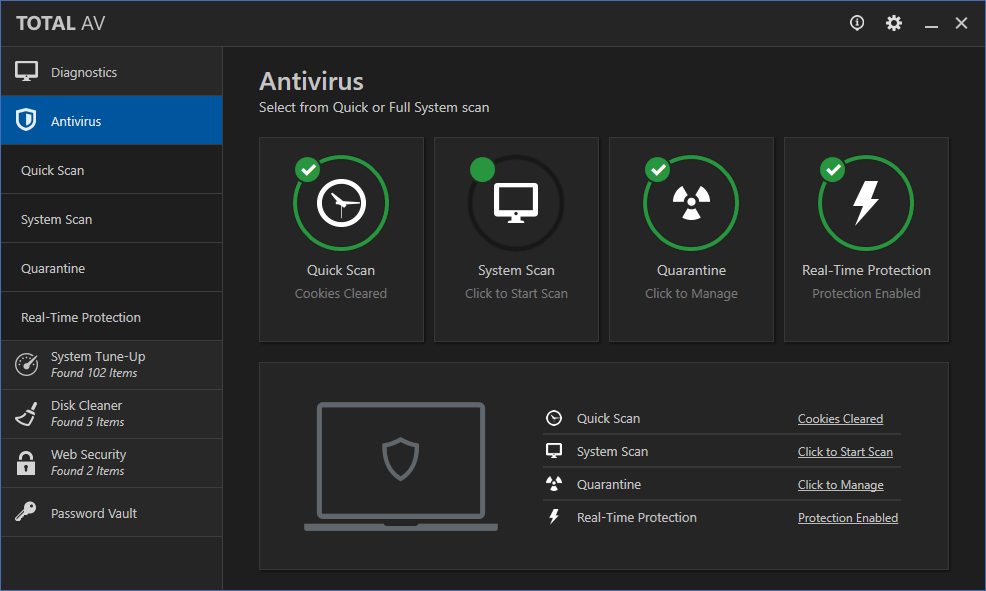 TOTAL AV
Diagnostics
Antivirus
Quick Scan
System Scan
Quarantine
Real-Time Protection
System Tune-Up
Found 102 Items
Disk Cleaner
Found 5 Items
Web Security
Found 2 Items
Password Vault
Antivirus
Select from Quick or Full System scan
Quick Scan
Cookies Cleared
System Scan
Click to Start Scan
Quarantine
Click to Manage
Real-Time Protection
Protection Enabled
Quick Scan Cookies Cleared
System Scan Click to Start Scan
Quarantine Click to Manage
Real-Time Protection Protection Enabled